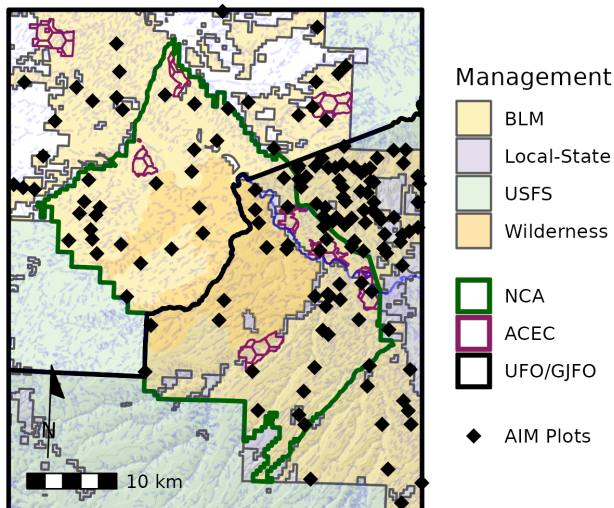 Management
BLM
Local-State
USFS
Wilderness
NCA
ACEC
UFO/GJFO
AIM Plots
N
10 km